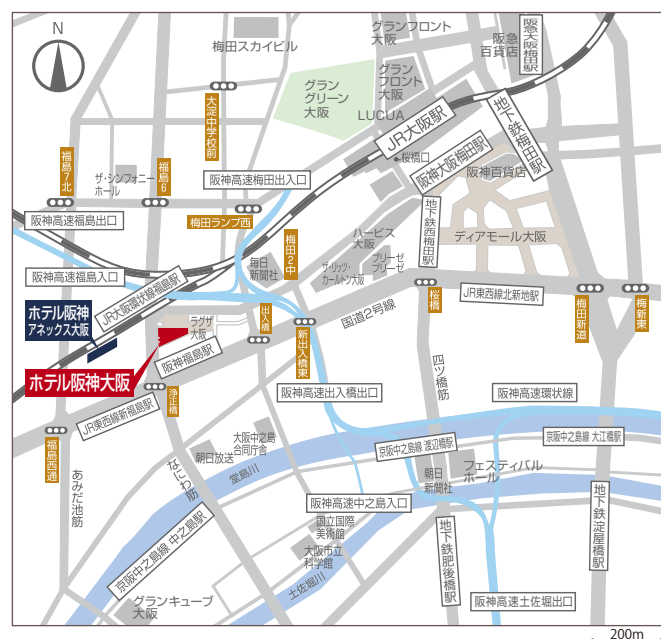 N
梅田スカイビル
グランフロント
大阪
阪急
百貨店
阪急大阪梅田駅
グラン
グリーン
大阪
グラン
フロント
大阪
LUCUA
JR大阪駅
地下鉄梅田駅
大淀中学校前
福島7北
福島6
ザ・シンフォニー
ホール
阪神高速梅田出入口
桜橋口
阪神大阪梅田駅
阪神百貨店
阪神高速福島出口
梅田ランプ西
地下鉄西梅田駅
ディアモール大阪
梅田2中
ハービス
大阪
毎日
新聞社
ブリーゼ
ブリーゼ
ザ・リッツ・
カールトン大阪
阪神高速福島入口
JR大阪環状線福島駅
JR東西線北新地駅
桜橋
梅田新道
梅新東
国道2号線
ホテル阪神
アネックス大阪
ラグザ
大阪
出入橋
新出入橋東
阪神福島駅
ホテル阪神大阪
四ツ橋筋
浄正橋
阪神高速出入橋出口
阪神高速環状線
JR東西線新福島駅
福島西通
大阪中之島
合同庁舎
朝日放送
京阪中之島線 渡辺橋駅
京阪中之島線 大江橋駅
堂島川
なにわ筋
あみだ池筋
朝日
新聞社
フェスティバル
ホール
阪神高速中之島入口
地下鉄淀屋橋駅
国立国際
美術館
大阪市立
科学館
京阪中之島線 中之島駅
地下鉄肥後橋駅
土佐堀川
グランキューブ
大阪
阪神高速土佐堀出口
200m